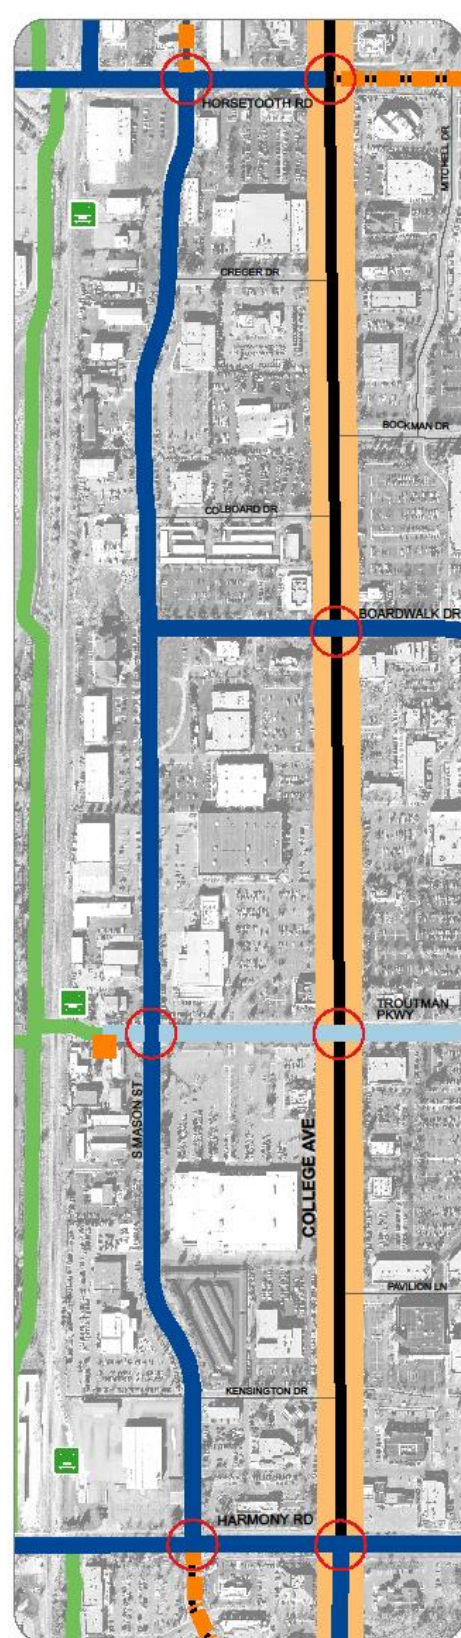 HORSETOOTH RD
MITCHELL DR
CREGER DR
BOCKMAN DR
COLBOARD DR
BOARDWALK DR
TROUTMAN
PKWY
S MASON ST
COLLEGE AVE
PAVILION LN
KENSINGTON DR
HARMONY RD